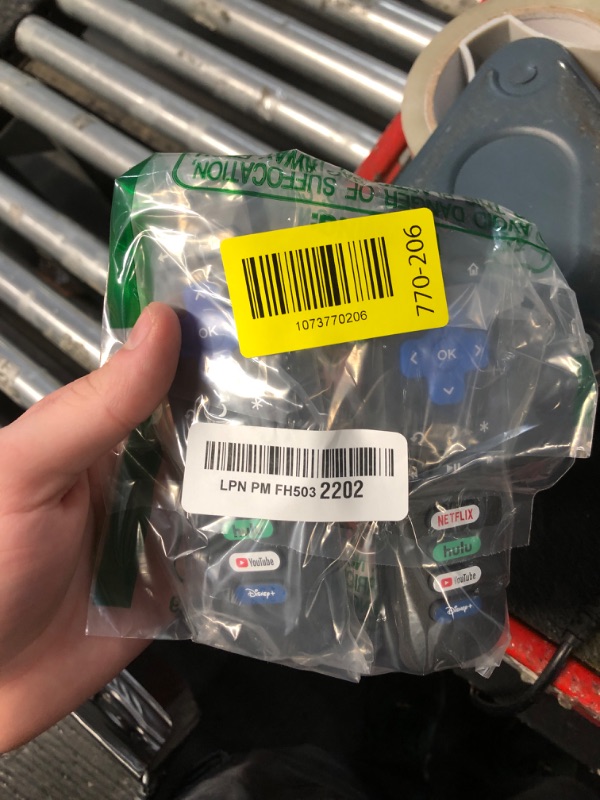 AVOID DANGER OF SUFFOCATION,
1073770206
770-206
OK
OK
LPN PM FH503 2202
NETFLIX
hulu
hulu
YouTube
YouTube
Disney+
Disney+